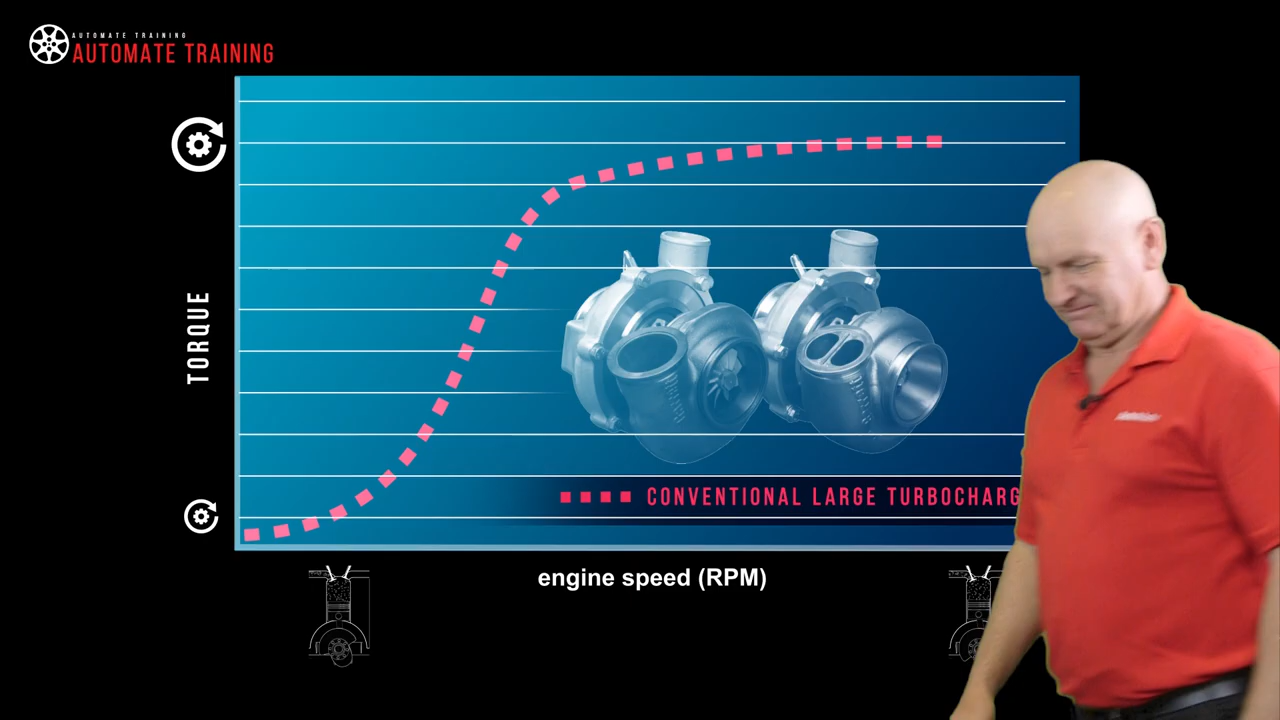 AUTOMATE TRAINING
AUTOMATE TRAINING
TORQUE
CONVENTIONAL LARGE TURBOCHARG
engine speed (RPM)